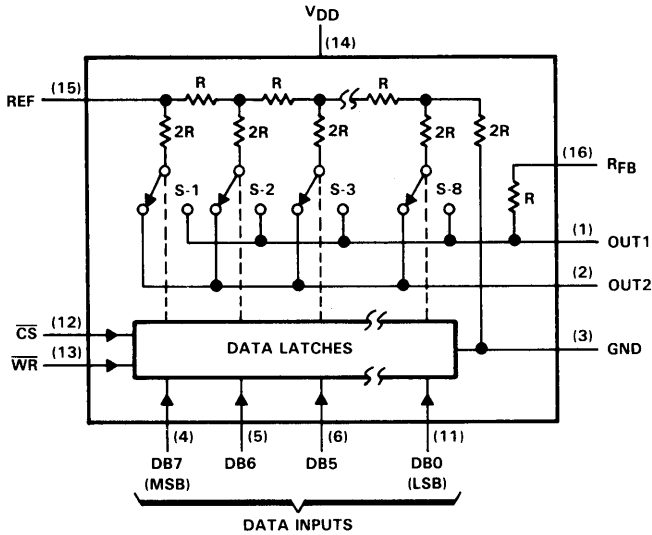 VDD
(14)
REF (15)
R R R
2R 2R 2R 2R 2R
(16) RFB
S-1 S-2 S-3 S-8 R
(1) OUT1
(2) OUT2
CS (12)
DATA LATCHES
(3) GND
WR (13)
(4) (5) (6) (11)
DB7 DB6 DB5 DB0
(MSB) (LSB)
DATA INPUTS